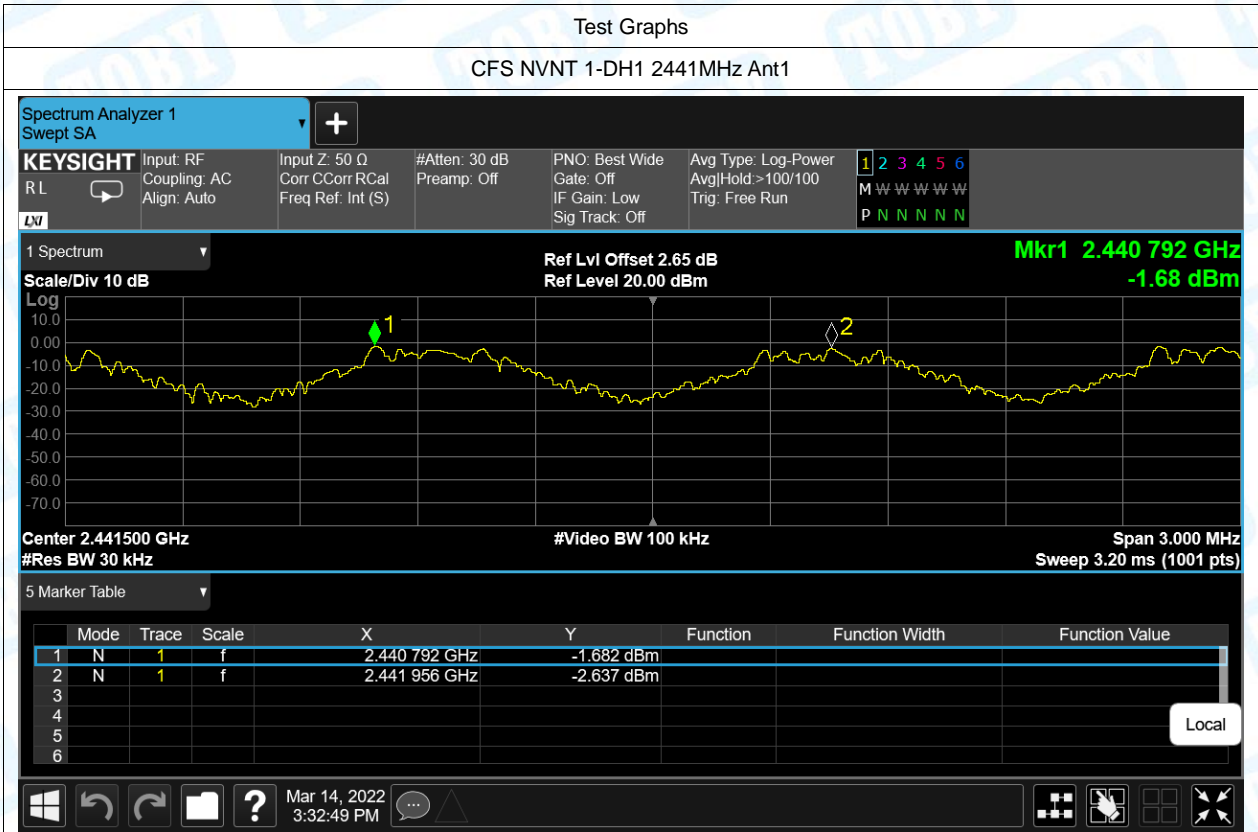 Test Graphs
CFS NVNT 1-DH1 2441MHz Ant1
Spectrum Analyzer 1
Swept SA
KEYSIGHT
RL
LXI
Input: RF
Coupling: AC
Align: Auto
Input Z: 50 Ω
Corr CCorr RCal
Freq Ref: Int (S)
#Atten: 30 dB
Preamp: Off
PNO: Best Wide
Gate: Off
IF Gain: Low
Sig Track: Off
Avg Type: Log-Power
Avg|Hold:>100/100
Trig: Free Run
1 2 3 4 5 6
M W W W W W
P N N N N N
1 Spectrum
Scale/Div 10 dB
Ref Lvl Offset 2.65 dB
Ref Level 20.00 dBm
Mkr1 2.440 792 GHz
-1.68 dBm
Log
10.0
0.00
-10.0
-20.0
-30.0
-40.0
-50.0
-60.0
-70.0
1
2
Center 2.441500 GHz
#Video BW 100 kHz
Span 3.000 MHz
#Res BW 30 kHz
Sweep 3.20 ms (1001 pts)
5 Marker Table
Mode Trace Scale X Y Function Function Width Function Value
1 N 1 f 2.440 792 GHz -1.682 dBm
2 N 1 f 2.441 956 GHz -2.637 dBm
3
4
5
6
Local
?
Mar 14, 2022
3:32:49 PM
TOBY